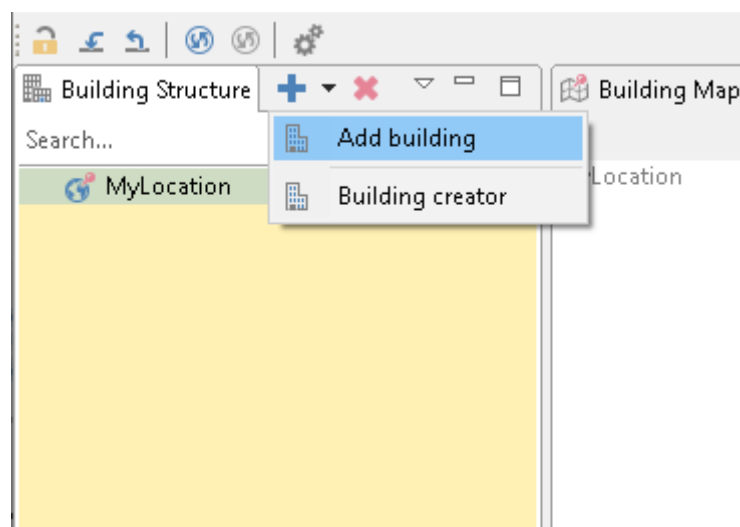 Building Structure
Building Map
Search...
Add building
MyLocation
Location
Building creator